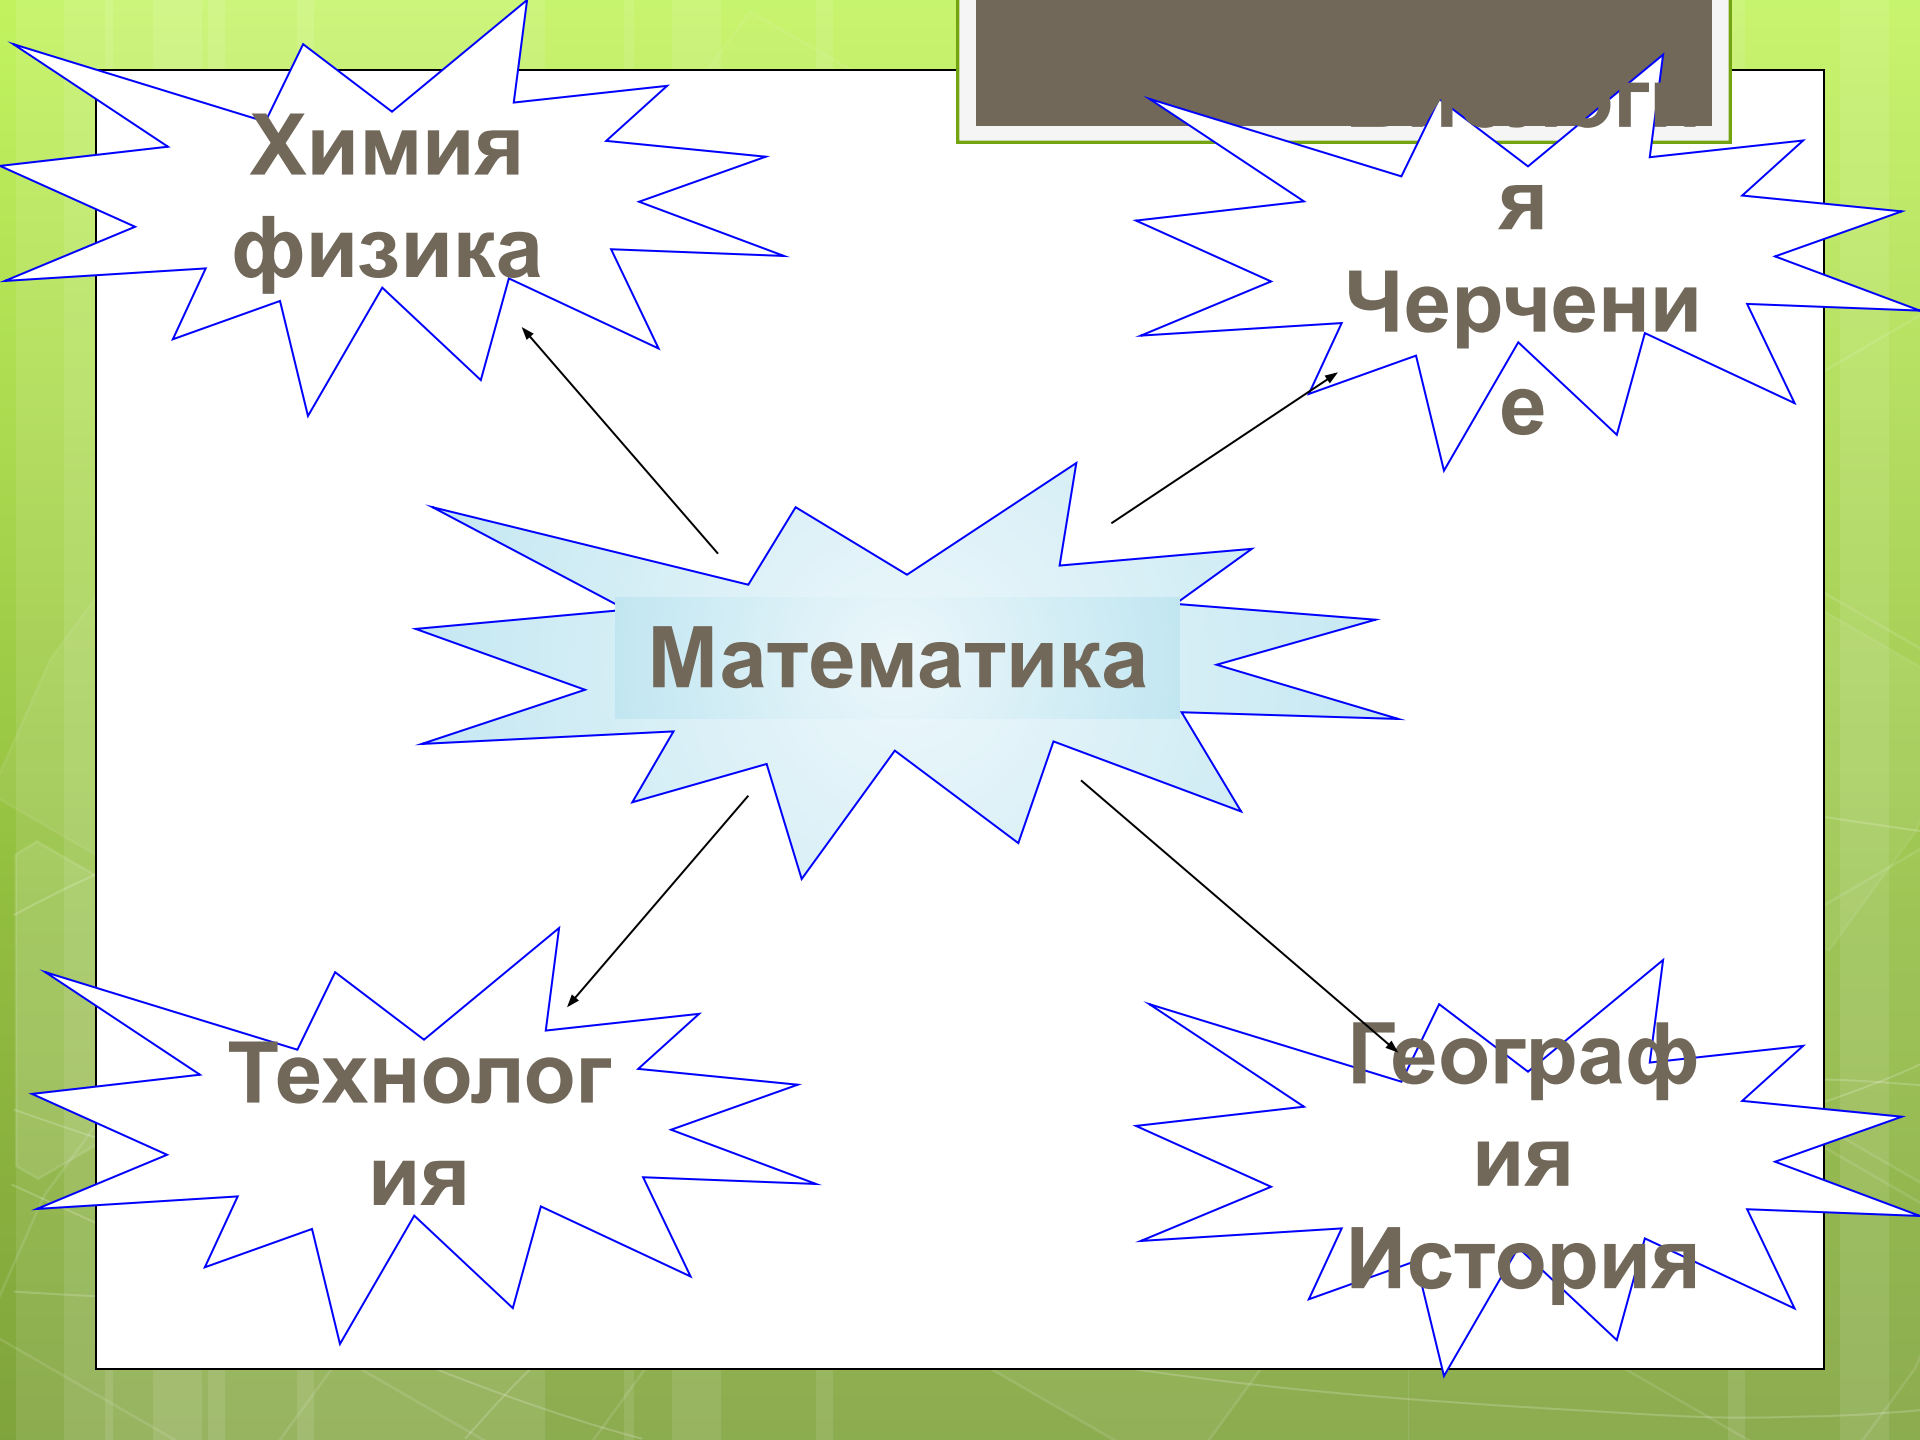 Химия
физика
я
Черчени
е
Математика
Технолог
ия
Географ
ия
История